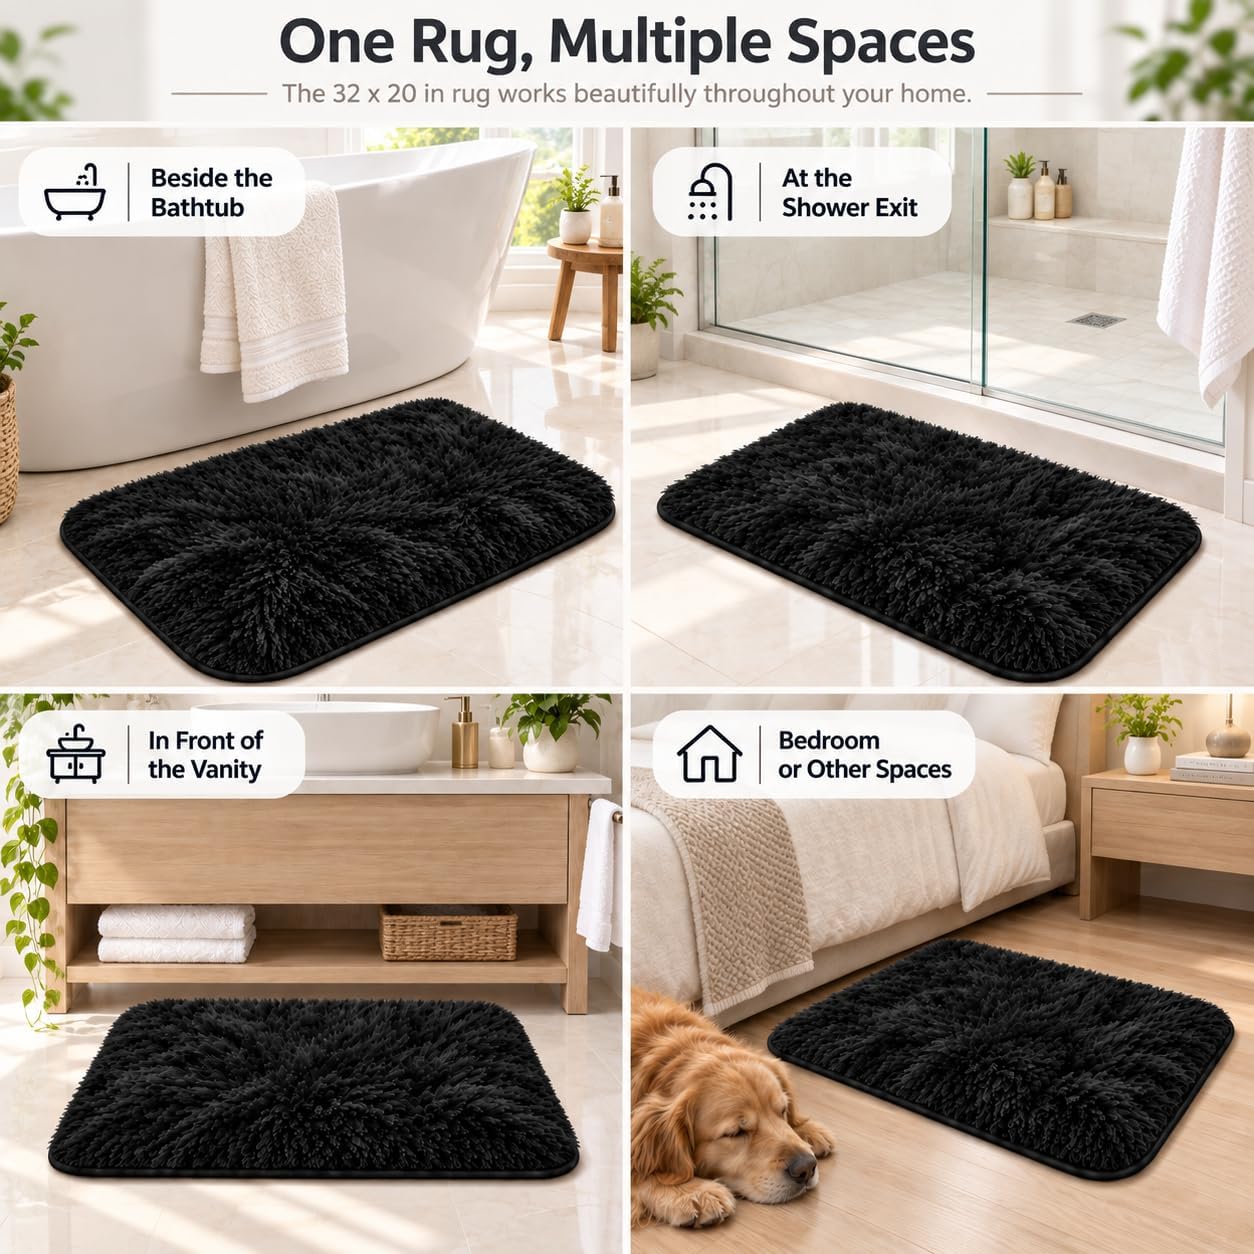 One Rug, Multiple Spaces
The 32 x 20 in rug works beautifully throughout your home.
Beside the
Bathtub
At the
Shower Exit
In Front of
the Vanity
Bedroom
or Other Spaces